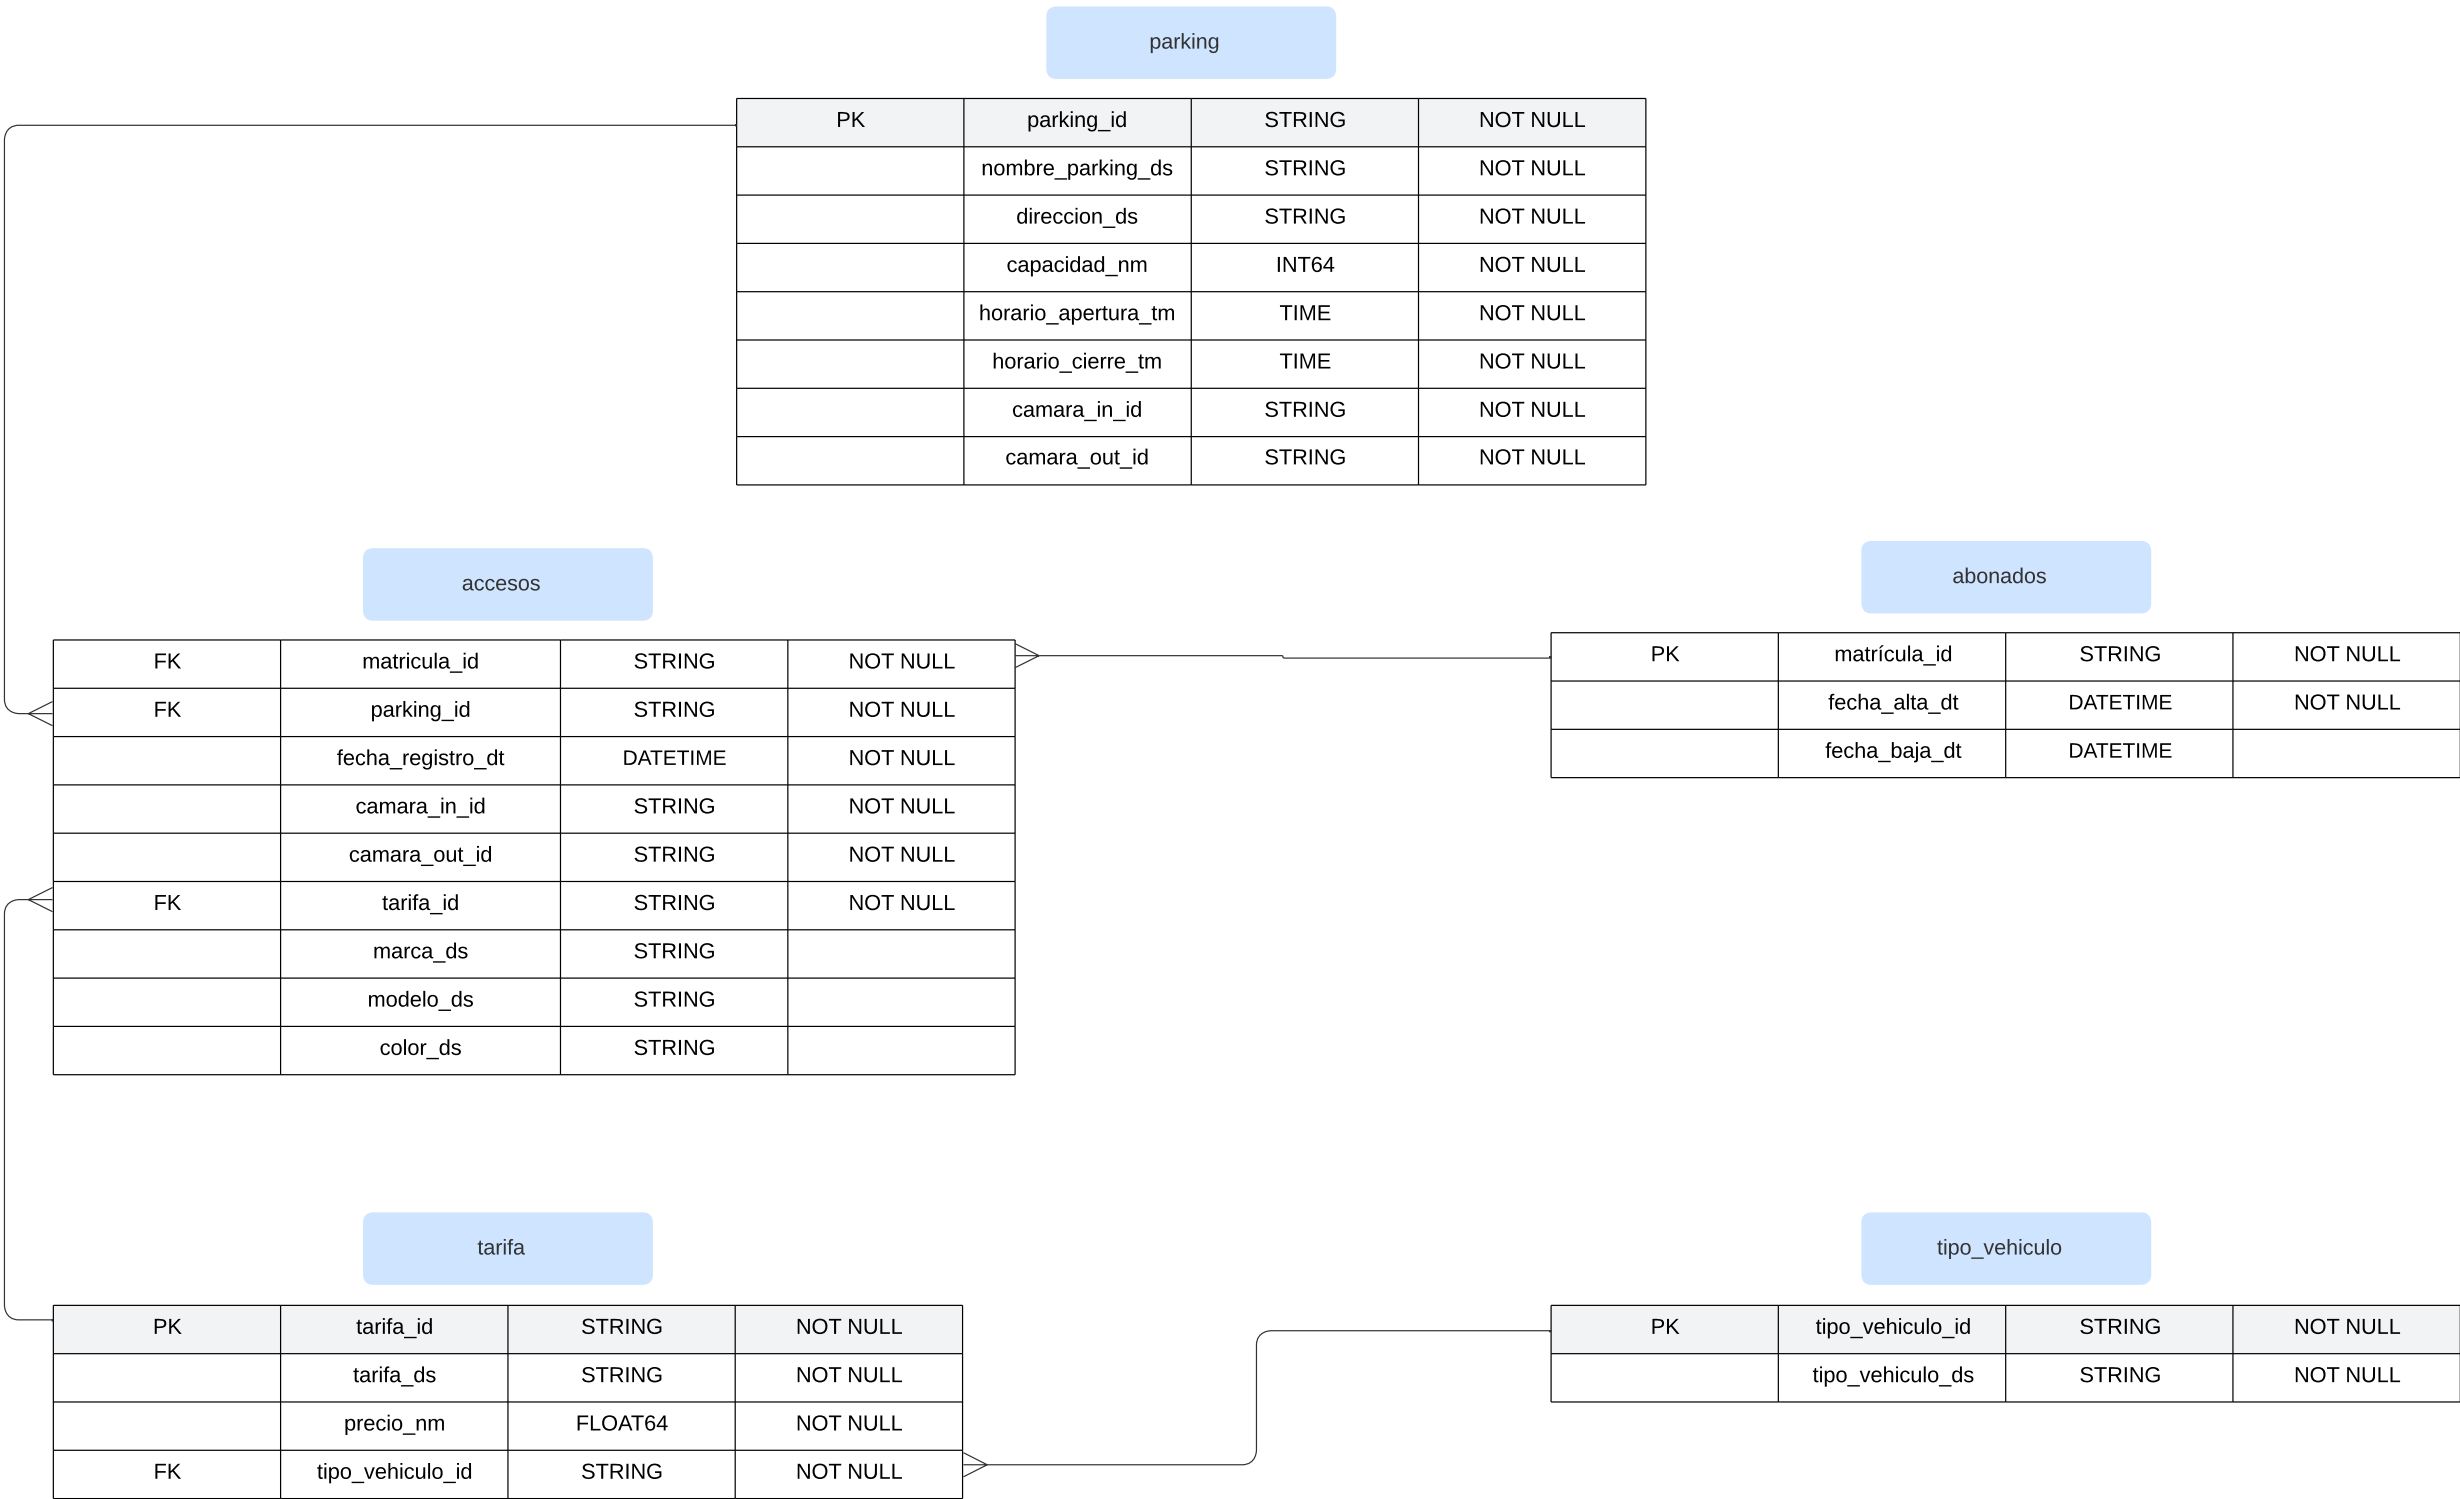 parking
PK parking_id STRING NOT NULL
nombre_parking_ds STRING NOT NULL
direccion_ds STRING NOT NULL
capacidad_nm INT64 NOT NULL
horario_apertura_tm TIME NOT NULL
horario_cierre_tm TIME NOT NULL
camara_in_id STRING NOT NULL
camara_out_id STRING NOT NULL
accesos
FK matricula_id STRING NOT NULL
FK parking_id STRING NOT NULL
fecha_registro_dt DATETIME NOT NULL
camara_in_id STRING NOT NULL
camara_out_id STRING NOT NULL
FK tarifa_id STRING NOT NULL
marca_ds STRING
modelo_ds STRING
color_ds STRING
abonados
PK matrícula_id STRING NOT NULL
fecha_alta_dt DATETIME NOT NULL
fecha_baja_dt DATETIME
tarifa
PK tarifa_id STRING NOT NULL
tarifa_ds STRING NOT NULL
precio_nm FLOAT64 NOT NULL
FK tipo_vehiculo_id STRING NOT NULL
tipo_vehiculo
PK tipo_vehiculo_id STRING NOT NULL
tipo_vehiculo_ds STRING NOT NULL